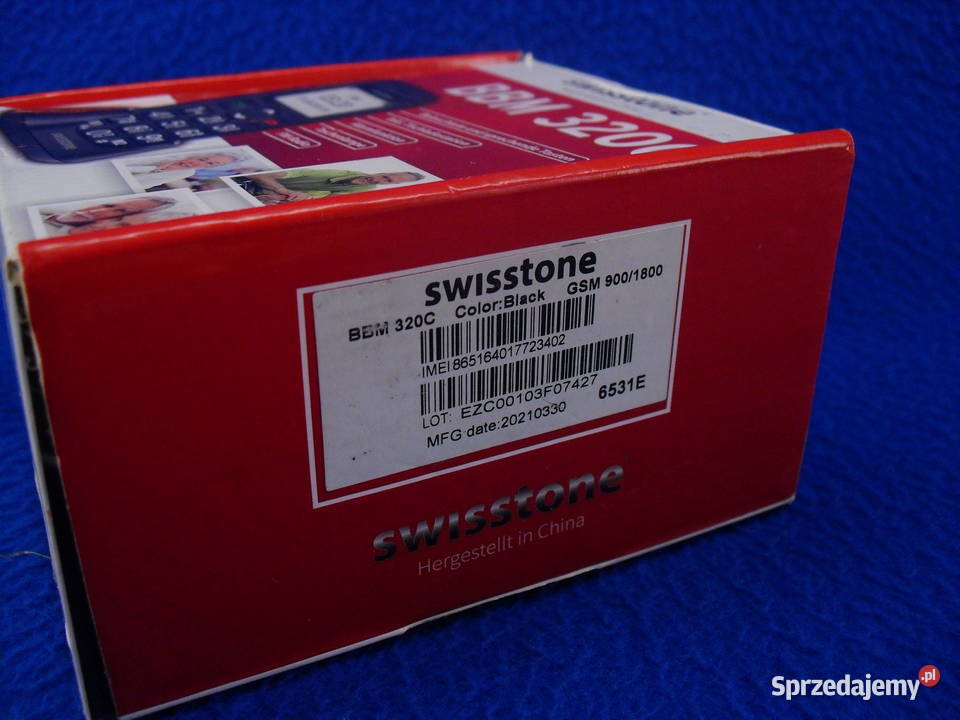 BBM 320
swisstone
BBM 320C Color:Black GSM 900/1800
IMEI 865164017723402
LOT: EZC00103F07427
MFG date:20210330 6531E
swisstone
Hergestellt in China
Sprzedajemy.pl